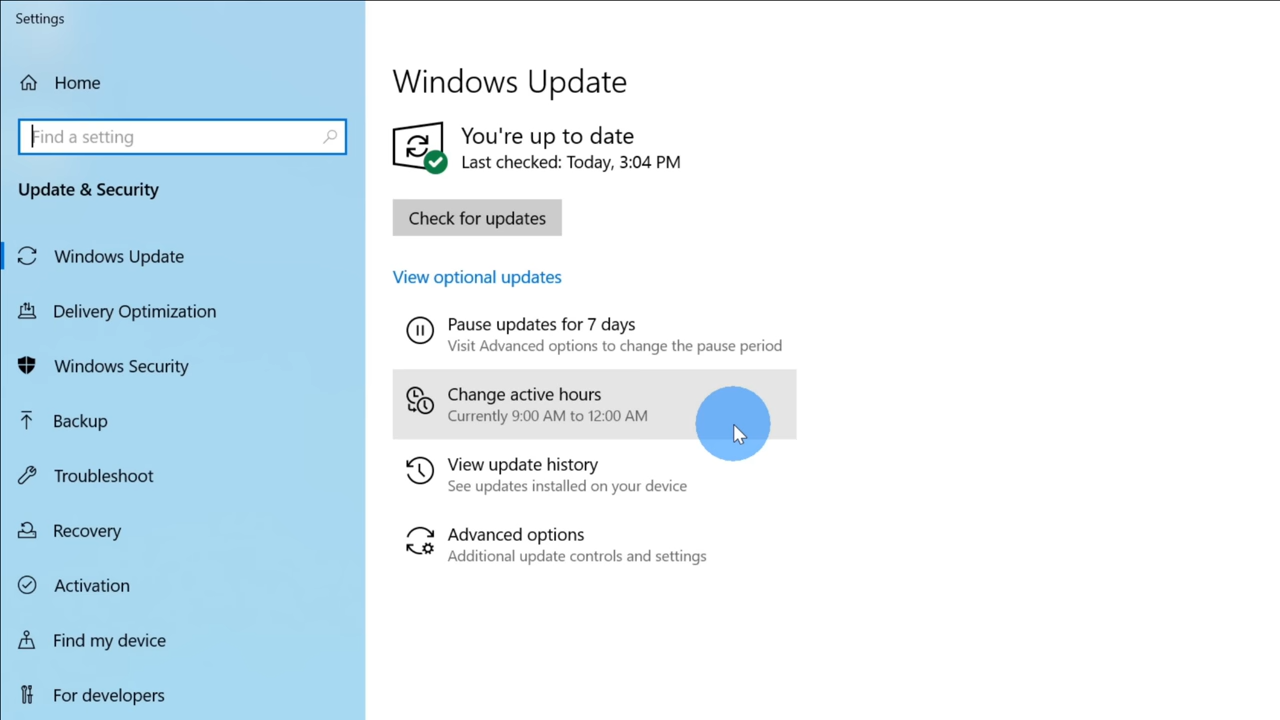 Settings
Home
Find a setting
Update & Security
Windows Update
Delivery Optimization
Windows Security
Backup
Troubleshoot
Recovery
Activation
Find my device
For developers
Windows Update
You're up to date
Last checked: Today, 3:04 PM
Check for updates
View optional updates
Pause updates for 7 days
Visit Advanced options to change the pause period
Change active hours
Currently 9:00 AM to 12:00 AM
View update history
See updates installed on your device
Advanced options
Additional update controls and settings